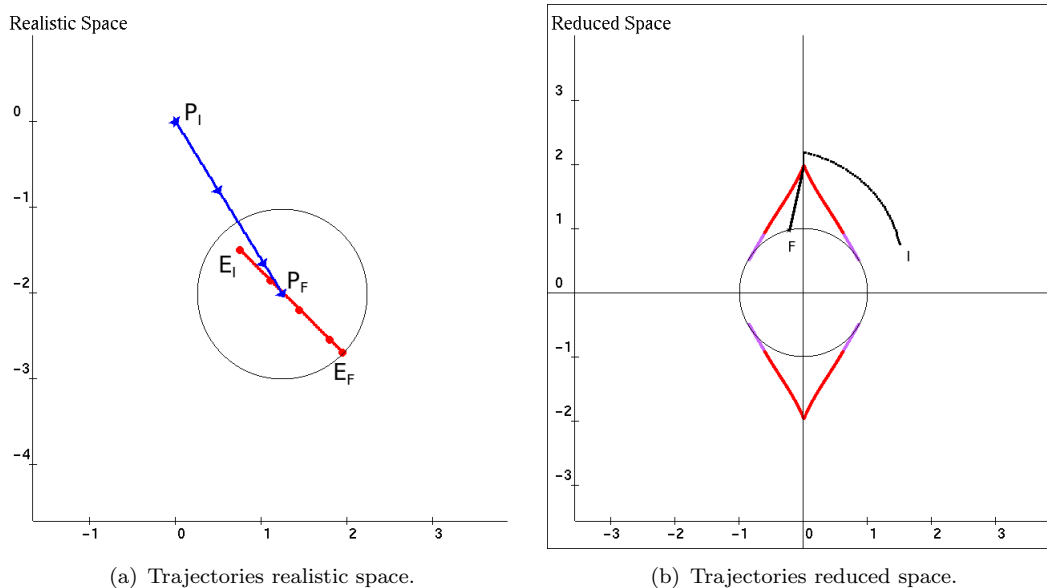 Realistic Space
0
-1
-2
-3
-4
-1 0 1 2 3
P_I
E_I
P_F
E_F
(a) Trajectories realistic space.
Reduced Space
3
2
1
0
-1
-2
-3
-3 -2 -1 0 1 2 3
F
I
(b) Trajectories reduced space.